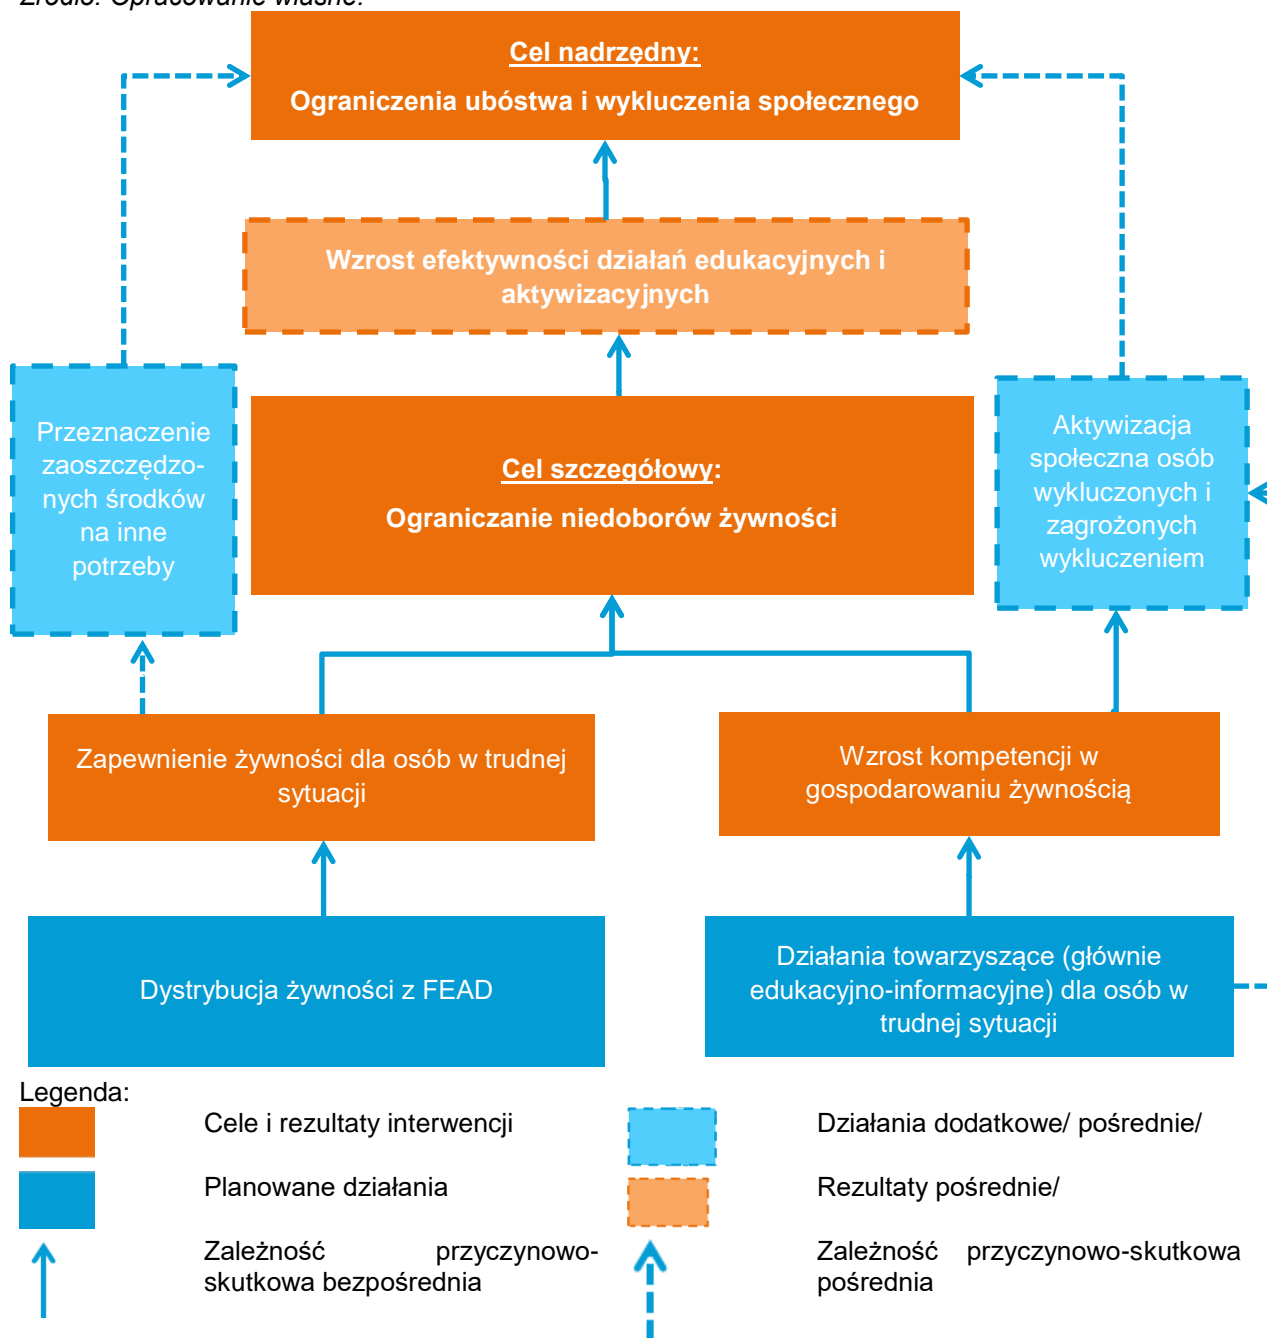 Źródło: Opracowanie własne.
Cel nadrzędny:
Ograniczenia ubóstwa i wykluczenia społecznego
Wzrost efektywności działań edukacyjnych i
aktywizacyjnych
Przeznaczenie
zaoszczędzo-
nych środków
na inne
potrzeby
Cel szczegółowy:
Ograniczanie niedoborów żywności
Aktywizacja
społeczna osób
wykluczonych i
zagrożonych
wykluczeniem
Zapewnienie żywności dla osób w trudnej
sytuacji
Wzrost kompetencji w
gospodarowaniu żywnością
Dystrybucja żywności z FEAD
Działania towarzyszące (głównie
edukacyjno-informacyjne) dla osób w
trudnej sytuacji
Legenda:
Cele i rezultaty interwencji
Działania dodatkowe/ pośrednie/
Planowane działania
Rezultaty pośrednie/
Zależność przyczynowo-
skutkowa bezpośrednia
Zależność przyczynowo-skutkowa
pośrednia